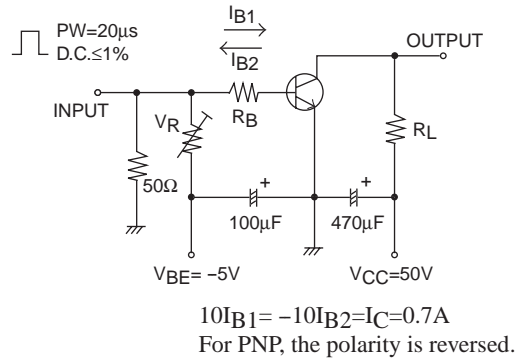 PW=20μs
D.C.≤1%
IB1
IB2
OUTPUT
INPUT
VR
RB
RL
50Ω
+
+
100μF
470μF
VBE= −5V
VCC=50V
10IB1= −10IB2=IC=0.7A
For PNP, the polarity is reversed.